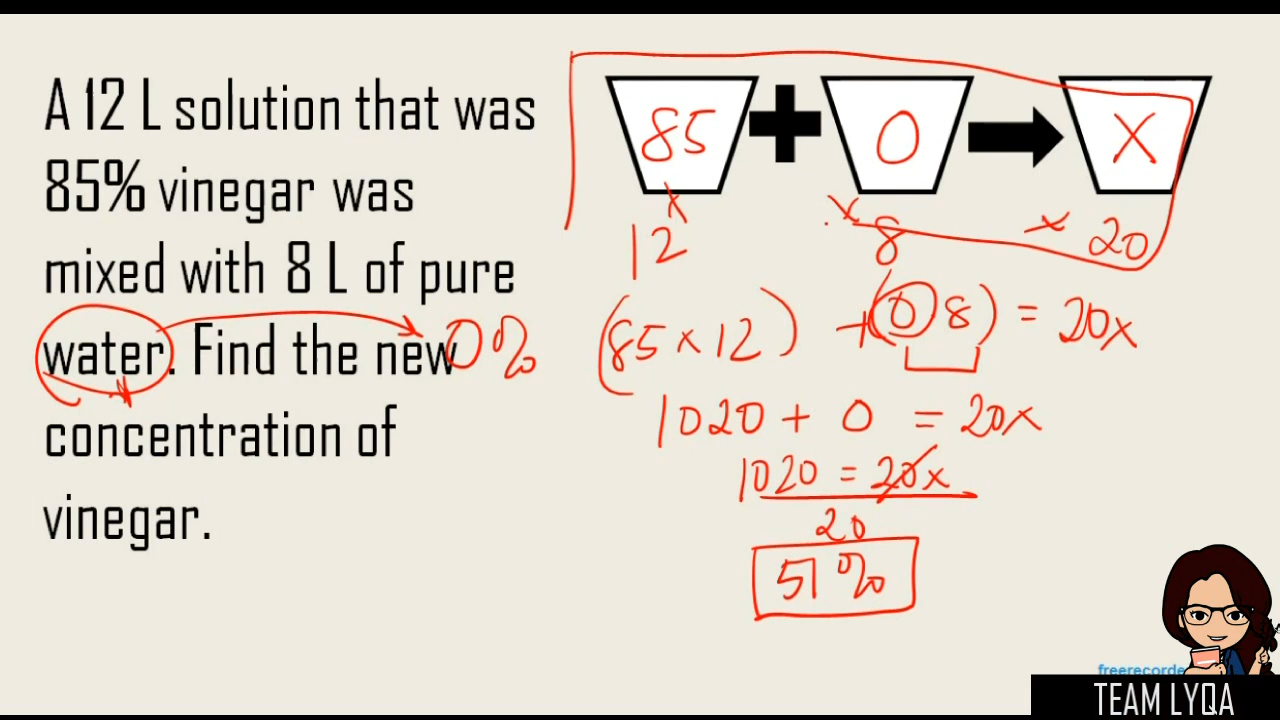 A 12 L solution that was
85% vinegar was
mixed with 8 L of pure
water. Find the new 0%
concentration of
vinegar.
85 + 0 X
x x x
12 8 20
(85 x 12) + (0 8) = 20x
1020 + 0 = 20x
1020 = 20x
20
51%
freerecorde
TEAM LYQA